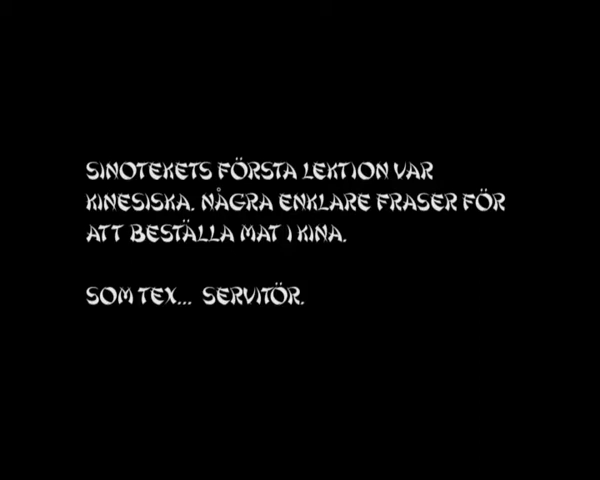 SINOTEKETS FÖRSTA LEKTION VAR
KINESISKA. NÅGRA ENKLARE FRASER FÖR
ATT BESTÄLLA MAT I KINA.
SOM TEX... SERVITÖR.